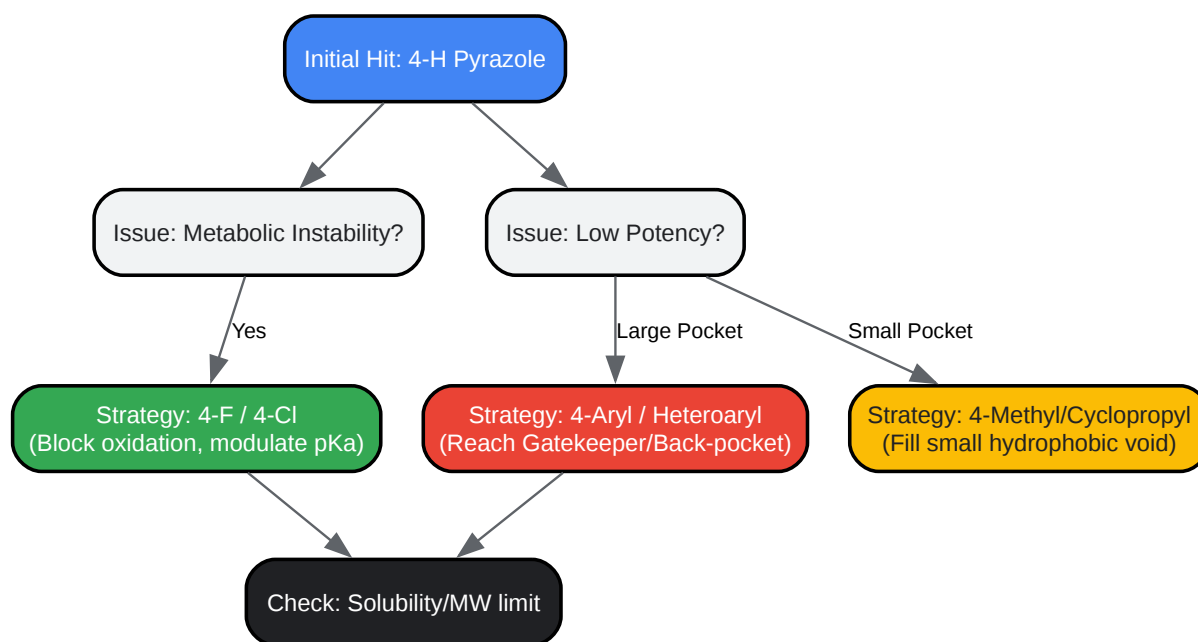 Initial Hit: 4-H Pyrazole
Issue: Metabolic Instability?
Issue: Low Potency?
Yes
Large Pocket
Small Pocket
Strategy: 4-F / 4-Cl
(Block oxidation, modulate pKa)
Strategy: 4-Aryl / Heteroaryl
(Reach Gatekeeper/Back-pocket)
Strategy: 4-Methyl/Cyclopropyl
(Fill small hydrophobic void)
Check: Solubility/MW limit